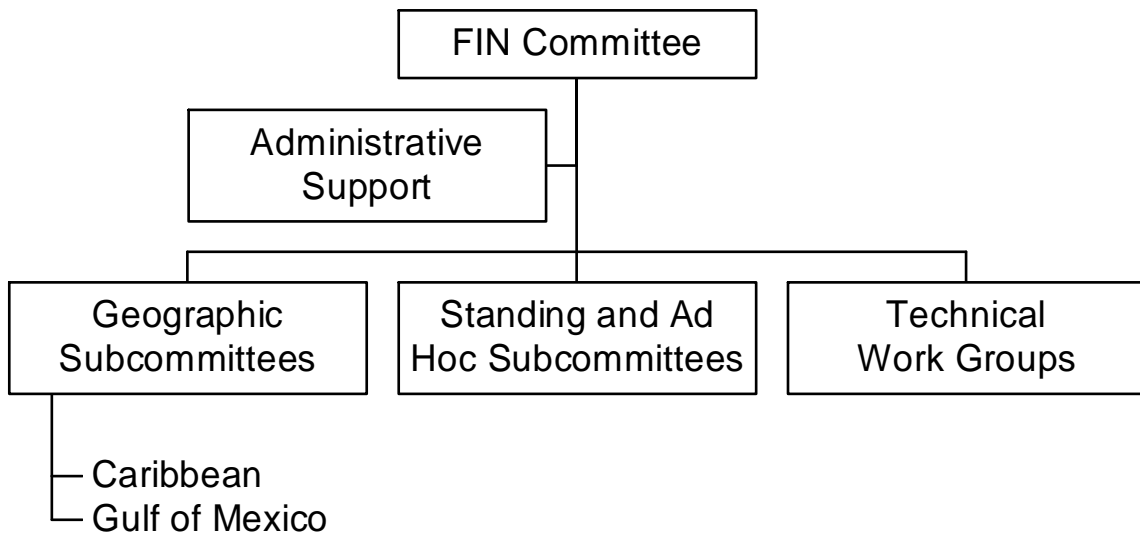 FIN Committee
Administrative
Support
Geographic
Subcommittees
Standing and Ad
Hoc Subcommittees
Technical
Work Groups
Caribbean
Gulf of Mexico